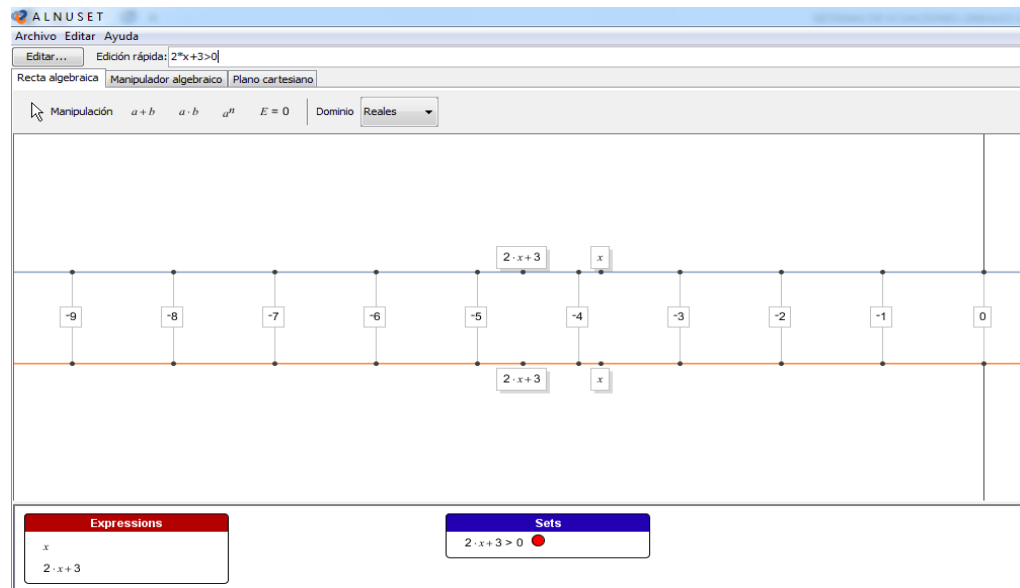 ALNUSET
Archivo Editar Ayuda
Editar... Edición rápida: 2*x+3>0
Recta algebraica Manipulador algebraico Plano cartesiano
Manipulación a+b a·b aⁿ E = 0 Dominio Reales
2·x+3 x
-9 -8 -7 -6 -5 -4 -3 -2 -1 0
2·x+3 x
Expressions Sets
x 2·x+3 > 0
2·x+3